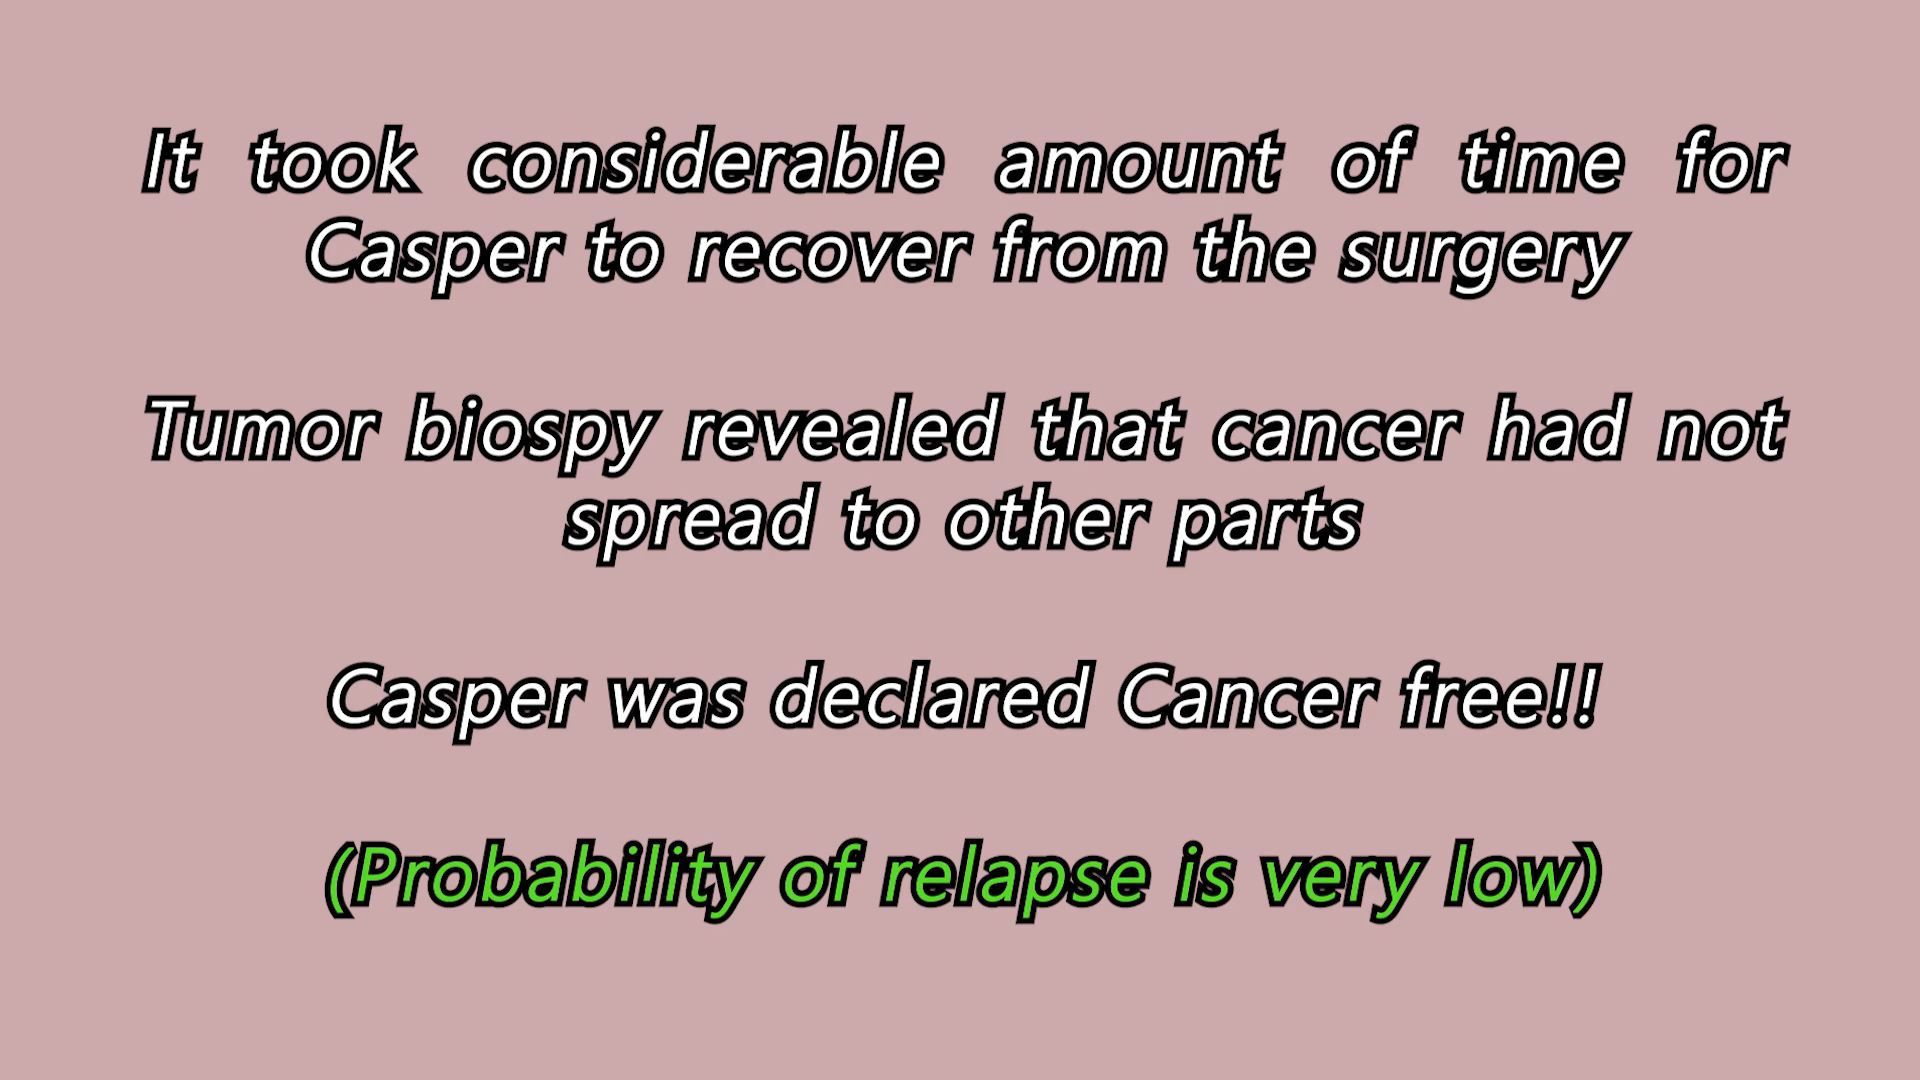 It took considerable amount of time for
Casper to recover from the surgery
Tumor biospy revealed that cancer had not
spread to other parts
Casper was declared Cancer free!!
(Probability of relapse is very low)